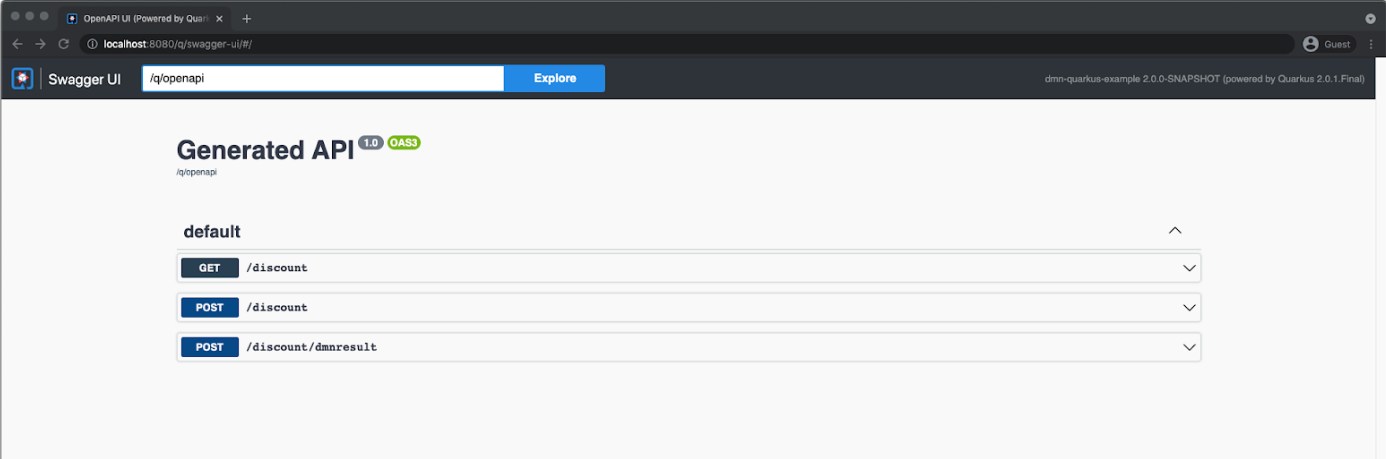 OpenAPI UI (Powered by Quark
localhost:8080/q/swagger-ui/#/
Guest
Swagger UI
/q/openapi
Explore
dmn-quarkus-example 2.0.0-SNAPSHOT (powered by Quarkus 2.0.1.Final)
Generated API 1.0 OAS3
/q/openapi
default
GET /discount
POST /discount
POST /discount/dmnresult